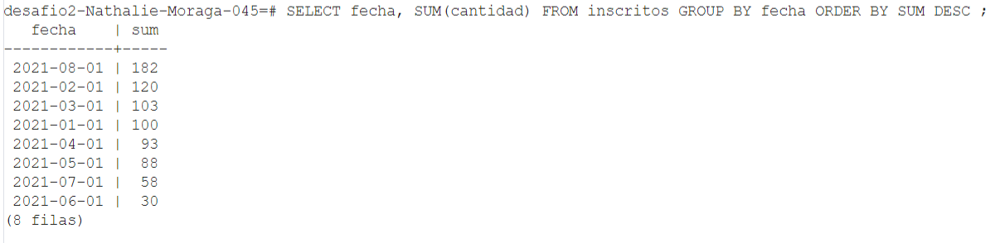 desafio2-Nathalie-Moraga-045=# SELECT fecha, SUM(cantidad) FROM inscritos GROUP BY fecha ORDER BY SUM DESC ;
   fecha    | sum
------------+-----
 2021-08-01 | 182
 2021-02-01 | 120
 2021-03-01 | 103
 2021-01-01 | 100
 2021-04-01 |  93
 2021-05-01 |  88
 2021-07-01 |  58
 2021-06-01 |  30
(8 filas)